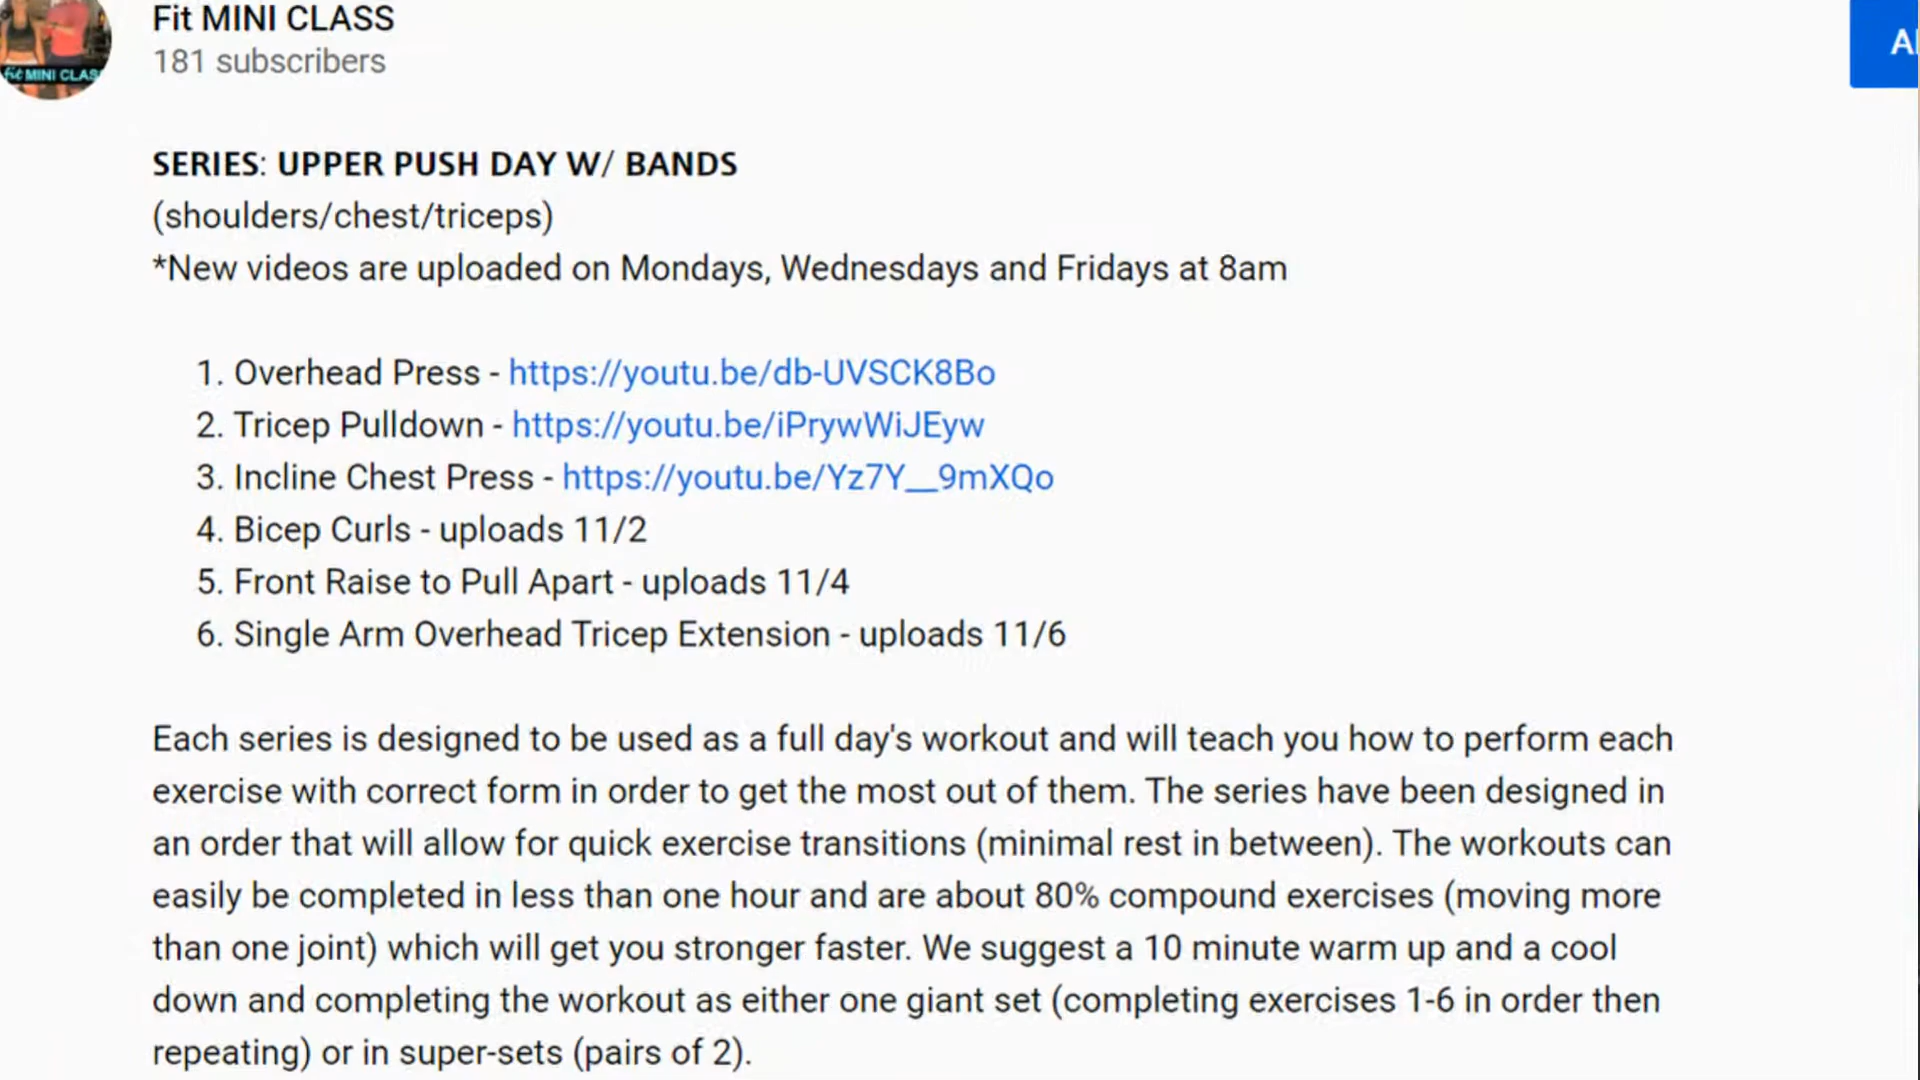 Fit MINI CLASS
181 subscribers
fit MINI CLAS
SERIES: UPPER PUSH DAY W/ BANDS
(shoulders/chest/triceps)
*New videos are uploaded on Mondays, Wednesdays and Fridays at 8am
1. Overhead Press - https://youtu.be/db-UVSCK8Bo
2. Tricep Pulldown - https://youtu.be/iPrywWiJEyw
3. Incline Chest Press - https://youtu.be/Yz7Y__9mXQo
4. Bicep Curls - uploads 11/2
5. Front Raise to Pull Apart - uploads 11/4
6. Single Arm Overhead Tricep Extension - uploads 11/6
Each series is designed to be used as a full day's workout and will teach you how to perform each
exercise with correct form in order to get the most out of them. The series have been designed in
an order that will allow for quick exercise transitions (minimal rest in between). The workouts can
easily be completed in less than one hour and are about 80% compound exercises (moving more
than one joint) which will get you stronger faster. We suggest a 10 minute warm up and a cool
down and completing the workout as either one giant set (completing exercises 1-6 in order then
repeating) or in super-sets (pairs of 2).